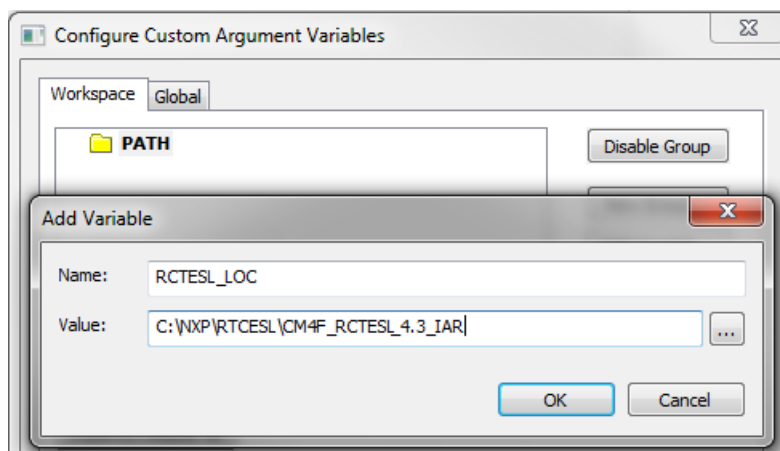 Configure Custom Argument Variables
Workspace Global
PATH
Disable Group
Add Variable
Name: RCTESL_LOC
Value: C:\NXP\RTCESL\CM4F_RCTESL_4.3_IAR
...
OK Cancel